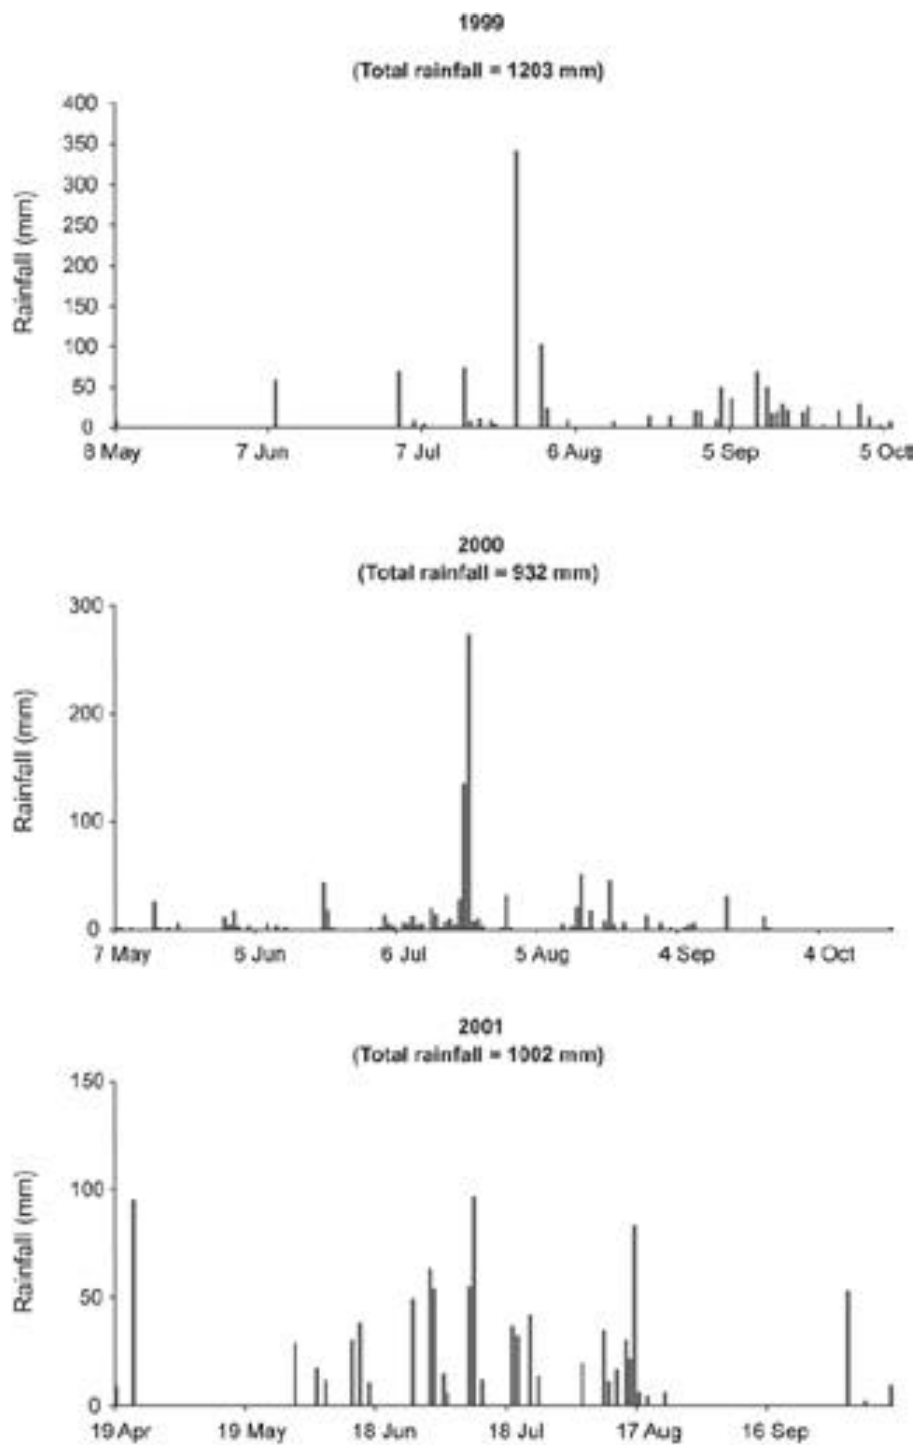 1999
(Total rainfall = 1203 mm)
400
350
300
250
200
150
100
50
0
Rainfall (mm)
8 May 7 Jun 7 Jul 6 Aug 5 Sep 5 Oct
2000
(Total rainfall = 932 mm)
300
200
100
0
Rainfall (mm)
7 May 5 Jun 6 Jul 5 Aug 4 Sep 4 Oct
2001
(Total rainfall = 1002 mm)
150
100
50
0
Rainfall (mm)
19 Apr 19 May 18 Jun 18 Jul 17 Aug 16 Sep